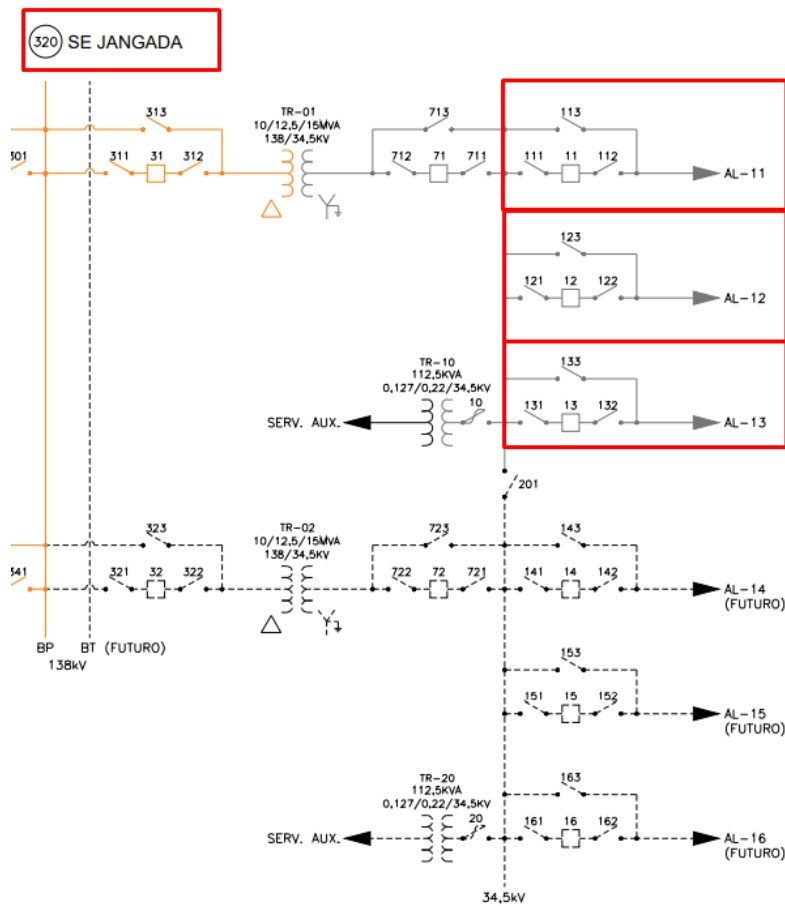 320 SE JANGADA
313
TR-01
10/12,5/15MVA
138/34,5KV
713
113
301
311
31
312
712
71
711
111
11
112
AL-11
123
121
12
122
AL-12
TR-10
112,5KVA
0,127/0,22/34,5KV
133
10
131
13
132
SERV. AUX.
AL-13
201
323
TR-02
10/12,5/15MVA
138/34,5KV
723
143
341
321
32
322
722
72
721
141
14
142
AL-14
(FUTURO)
BP
BT (FUTURO)
138kV
153
151
15
152
AL-15
(FUTURO)
TR-20
112,5KVA
0,127/0,22/34,5KV
163
20
161
16
162
SERV. AUX.
AL-16
(FUTURO)
34,5kV